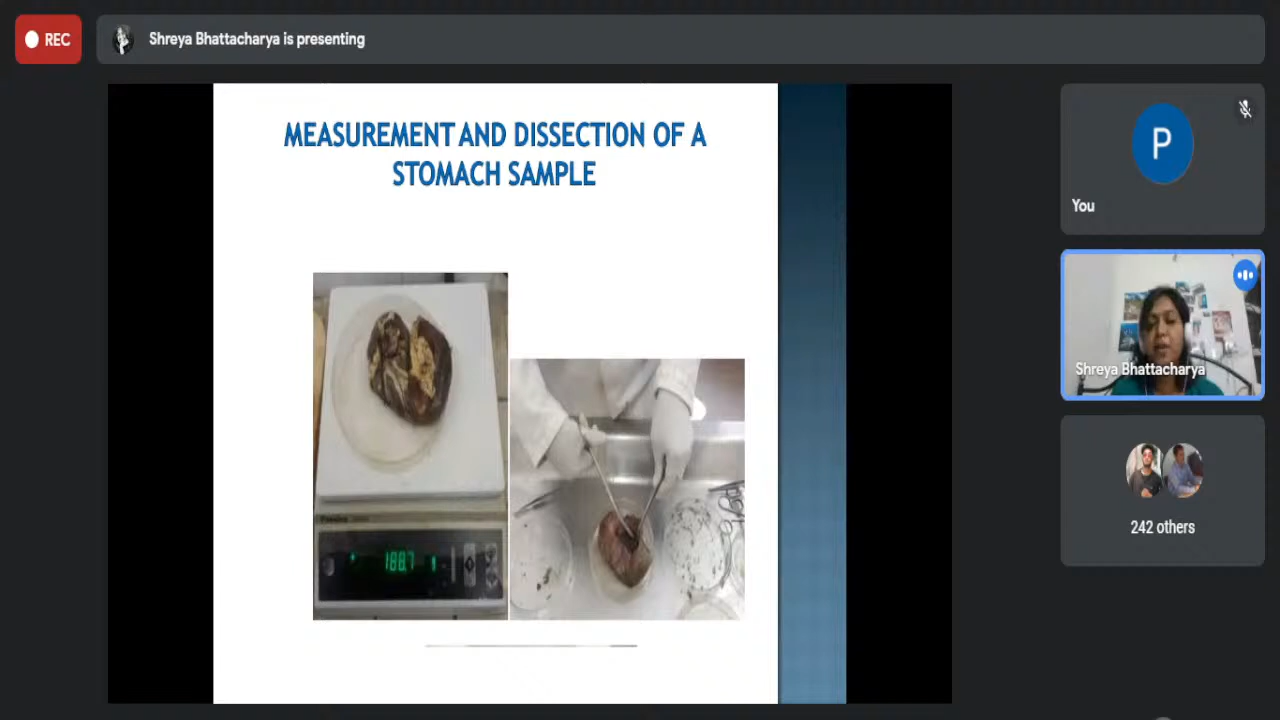 REC
Shreya Bhattacharya is presenting
MEASUREMENT AND DISSECTION OF A
STOMACH SAMPLE
188.7
P
You
Shreya Bhattacharya
242 others